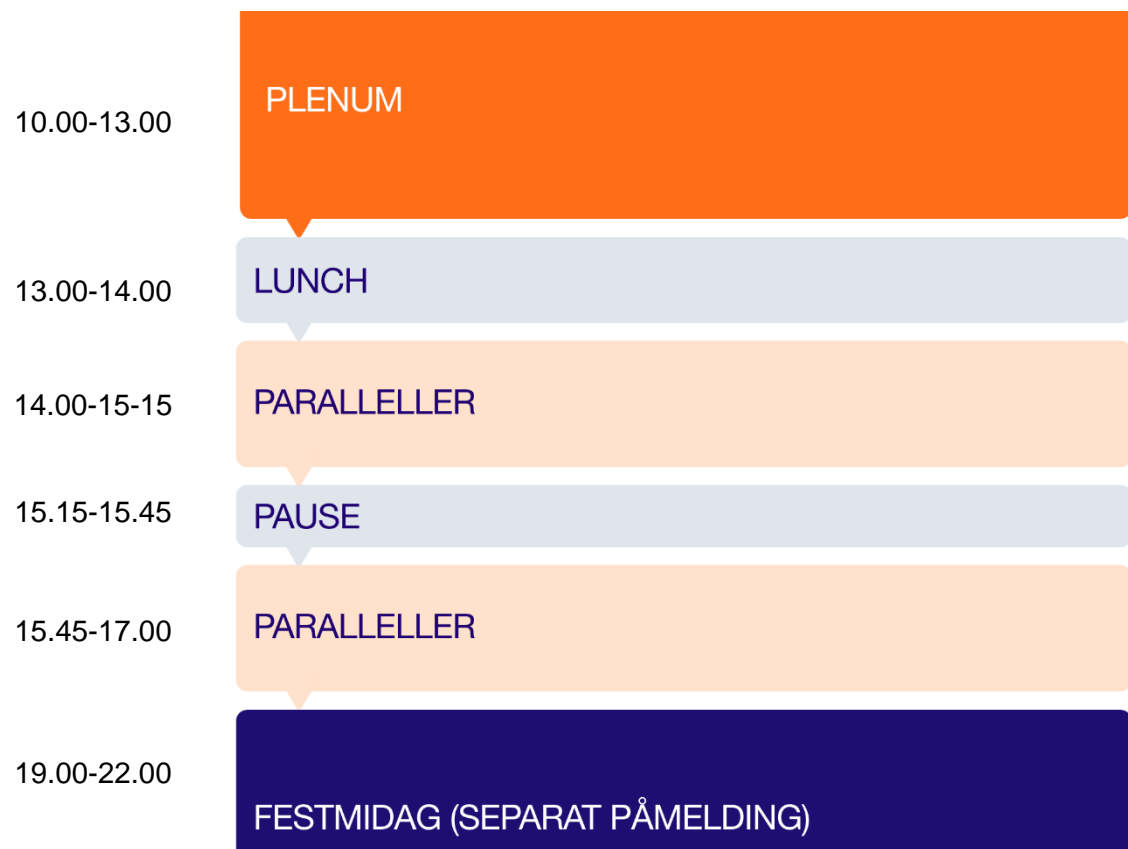 10.00-13.00 PLENUM
13.00-14.00 LUNCH
14.00-15-15 PARALLELLER
15.15-15.45 PAUSE
15.45-17.00 PARALLELLER
19.00-22.00
FESTMIDAG (SEPARAT PÅMELDING)